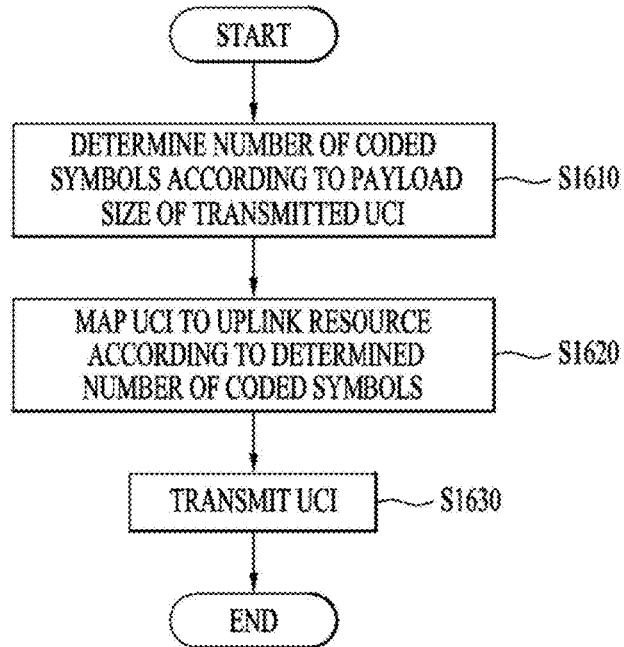 START
DETERMINE NUMBER OF CODED
SYMBOLS ACCORDING TO PAYLOAD
SIZE OF TRANSMITTED UCI
S1610
MAP UCI TO UPLINK RESOURCE
ACCORDING TO DETERMINED
NUMBER OF CODED SYMBOLS
S1620
TRANSMIT UCI
S1630
END